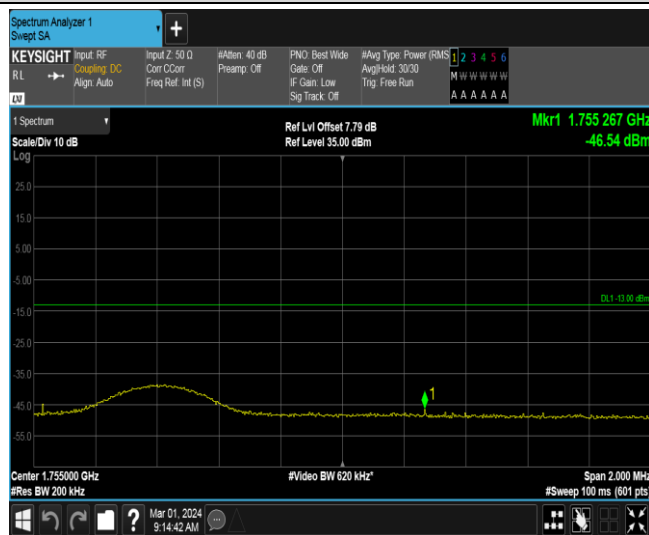 Spectrum Analyzer 1
Swept SA
+
KEYSIGHT
RL
LXI
Input: RF
Coupling: DC
Align: Auto
Input Z: 50 Ω
Corr CCorr
Freq Ref: Int (S)
#Atten: 40 dB
Preamp: Off
PNO: Best Wide
Gate: Off
IF Gain: Low
Sig Track: Off
#Avg Type: Power (RMS
Avg|Hold: 30/30
Trig: Free Run
1 2 3 4 5 6
M W W W W W
A A A A A A
1 Spectrum
Scale/Div 10 dB
Ref Lvl Offset 7.79 dB
Ref Level 35.00 dBm
Mkr1 1.755 267 GHz
-46.54 dBm
Log
25.0
15.0
5.00
-5.00
-15.0
-25.0
-35.0
-45.0
-55.0
DL1 -13.00 dBm
1
Center 1.755000 GHz
#Res BW 200 kHz
#Video BW 620 kHz*
Span 2.000 MHz
#Sweep 100 ms (601 pts)
?
Mar 01, 2024
9:14:42 AM